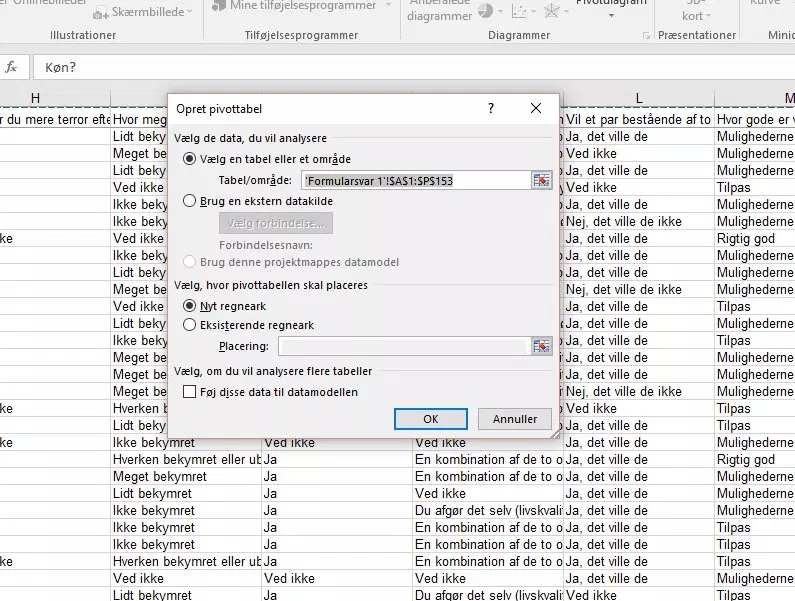 er Onlinebilleder Skærmbillede Mine tilføjelsesprogrammer Anbefalede diagrammer Pivotdiagram 3D-kort Kurve
Illustrationer Tilføjelsesprogrammer Diagrammer Præsentationer Minid
fx Køn?
H L M
r du mere terror efte Hvor meg Vil et par bestående af to Hvor gode er v
Opret pivottabel ?
Vælg de data, du vil analysere
Vælg en tabel eller et område
Tabel/område: 'Formularsvar 1'!$A$1:$P$153
Brug en ekstern datakilde
Vælg forbindelse...
Forbindelsesnavn:
Brug denne projektmappes datamodel
Vælg, hvor pivottabellen skal placeres
Nyt regneark
Eksisterende regneark
Placering:
Vælg, om du vil analysere flere tabeller
Føj disse data til datamodellen
OK Annuller
Lidt beky Ja, det ville de Mulighederne
Meget be Ved ikke Mulighederne
Lidt beky Ja, det ville de Mulighederne
Ved ikke Ved ikke Tilpas
Ikke beky Ja, det ville de Tilpas
Ikke beky Nej, det ville de ikke Mulighederne
ke Ved ikke Ja, det ville de Rigtig god
Ikke beky Ja, det ville de Mulighederne
Lidt beky Ja, det ville de Mulighederne
Meget be Nej, det ville de ikke Mulighederne
Ved ikke Ja, det ville de Tilpas
Lidt beky Ja, det ville de Mulighederne
Ikke beky Ja, det ville de Tilpas
Meget be Ja, det ville de Mulighederne
Meget be Ja, det ville de Mulighederne
Meget be Nej, det ville de ikke Mulighederne
ke Hverken Ved ikke Tilpas
Lidt beky Ja, det ville de Tilpas
ke Ikke bekymret Ved ikke Ved ikke Ja, det ville de Mulighederne
ke Hverken bekymret eller ub Ja En kombination af de to o Ja, det ville de Rigtig god
Meget bekymret Ja En kombination af de to o Ja, det ville de Mulighederne
Lidt bekymret Ja Ved ikke Ja, det ville de Mulighederne
Ikke bekymret Ja Du afgør det selv (livskvali Ja, det ville de Mulighederne
Ikke bekymret Ja En kombination af de to o Ja, det ville de Tilpas
Ikke bekymret Ja En kombination af de to o Ja, det ville de Tilpas
ke Hverken bekymret eller ub Ja En kombination af de to o Ja, det ville de Tilpas
Ved ikke Ved ikke Ved ikke Ja, det ville de Mulighederne
Lidt bekymret Ja Du afgør det selv (livskvali Ved ikke Tilpas